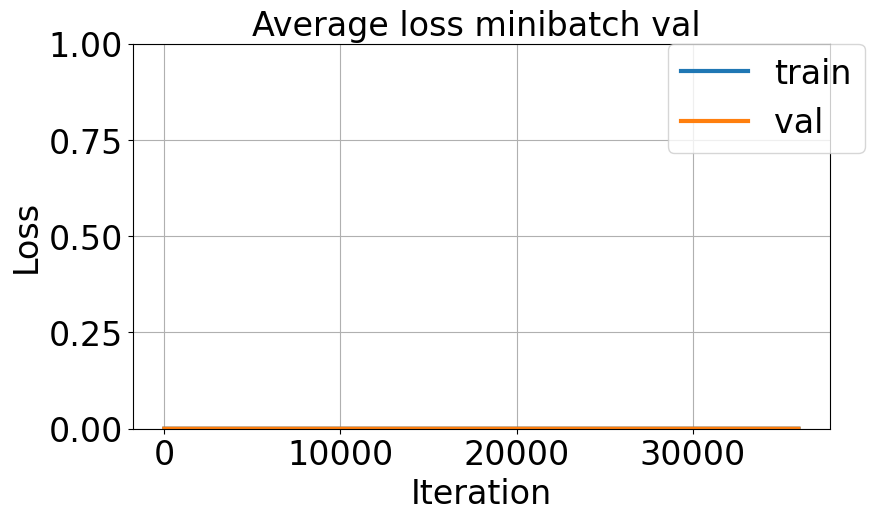 Average loss minibatch val
1.00
train
0.75
val
Loss
0.50
0.25
0.00
0 10000 20000 30000
Iteration